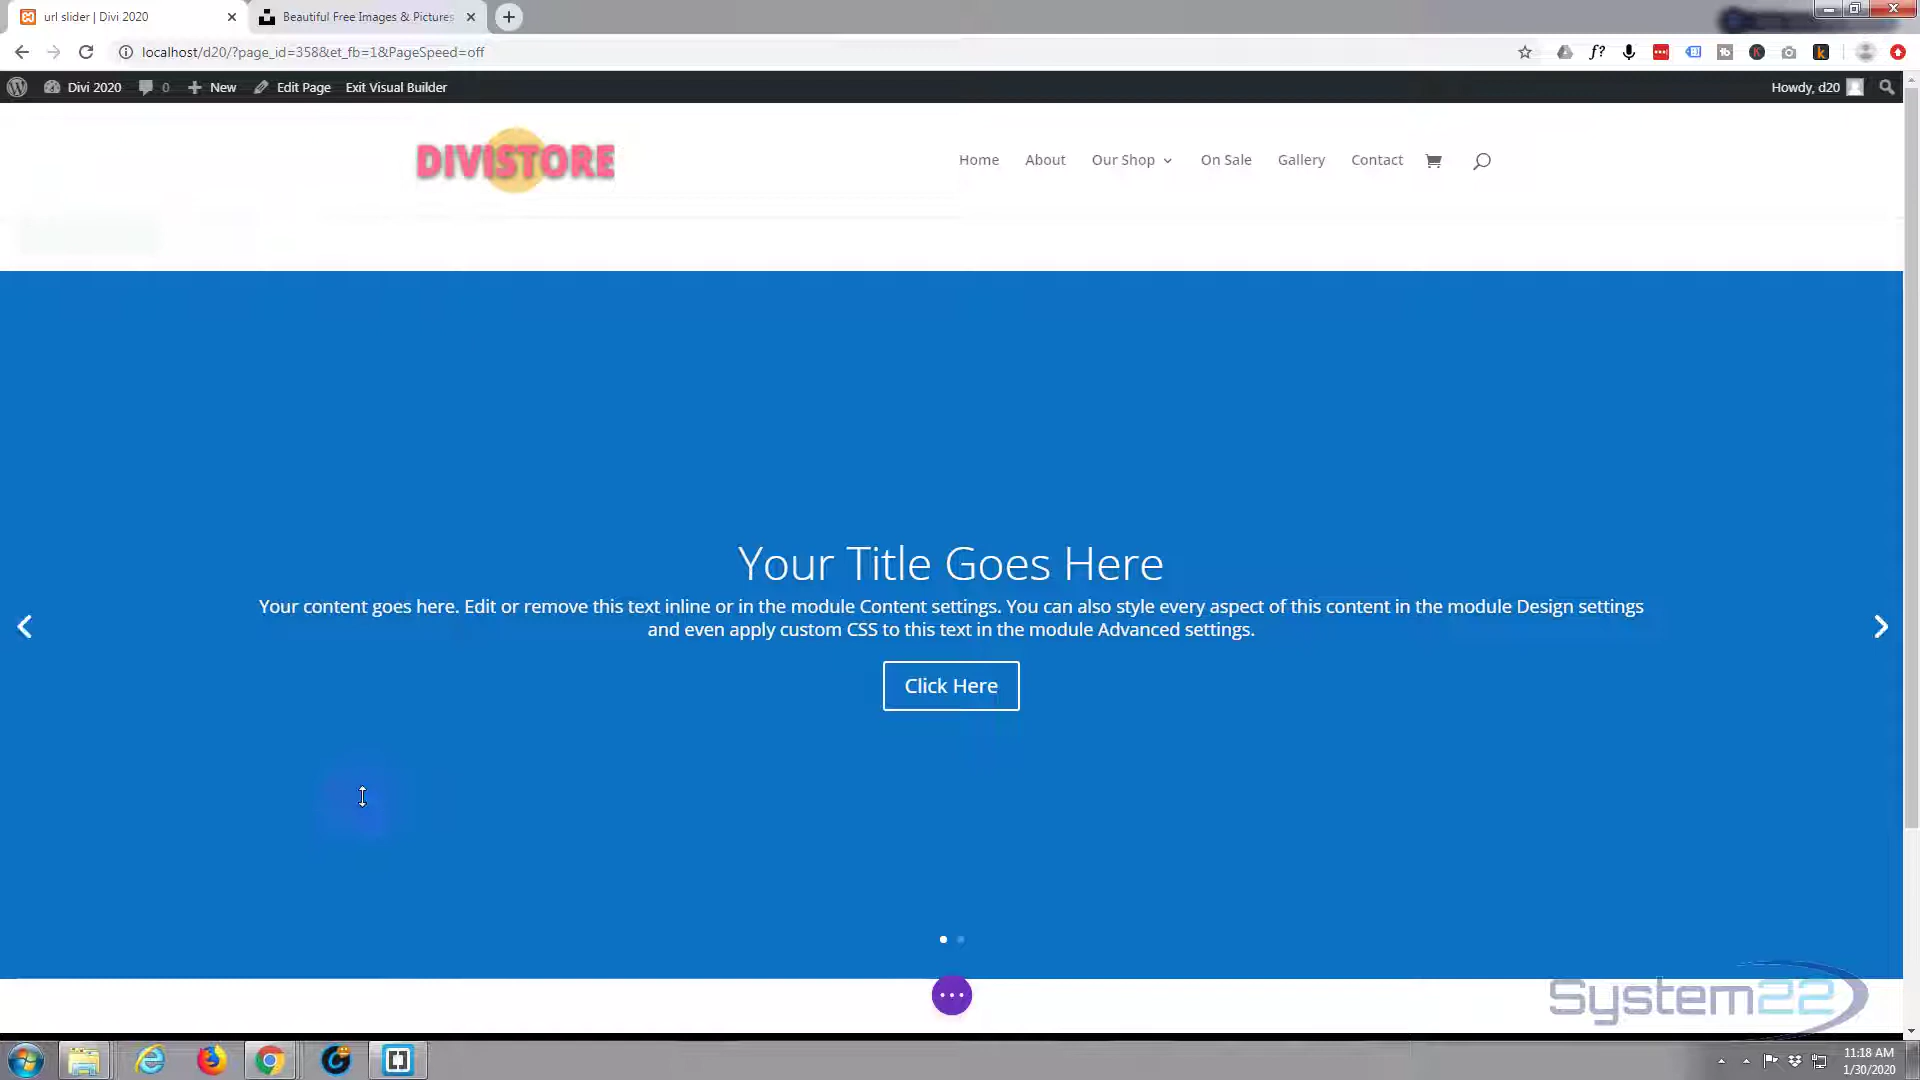 url slider | Divi 2020
Beautiful Free Images & Pictures
localhost/d20/?page_id=358&et_fb=1&PageSpeed=off
Divi 2020
0
New
Edit Page
Exit Visual Builder
Howdy, d20
DIVISTORE
Home
About
Our Shop
On Sale
Gallery
Contact
Your Title Goes Here
Your content goes here. Edit or remove this text inline or in the module Content settings. You can also style every aspect of this content in the module Design settings
and even apply custom CSS to this text in the module Advanced settings.
Click Here
System22
11:18 AM
1/30/2020